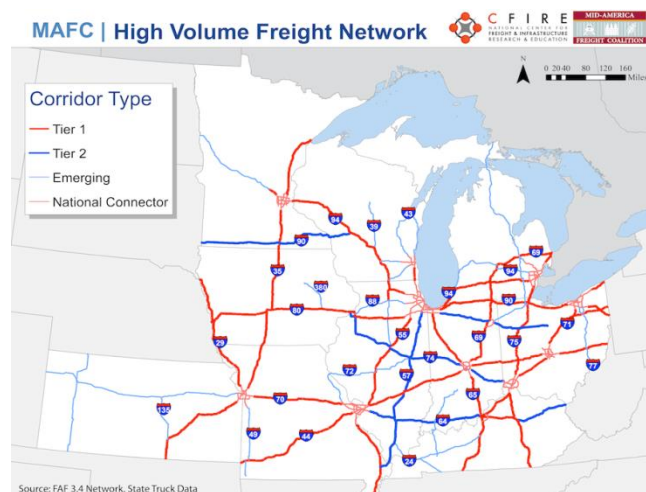 MAFC | High Volume Freight Network
CFIRE
NATIONAL CENTER FOR
FREIGHT & INFRASTRUCTURE
RESEARCH & EDUCATION
MID-AMERICA
FREIGHT COALITION
N
0 20 40 80 120 160
Miles
Corridor Type
Tier 1
Tier 2
Emerging
National Connector
43
94
39
90
69
94
35
380
94
90
88
80
71
55
29
69
75
74
77
72
57
70
65
135
64
49
44
24
Source: FAF 3.4 Network, State Truck Data